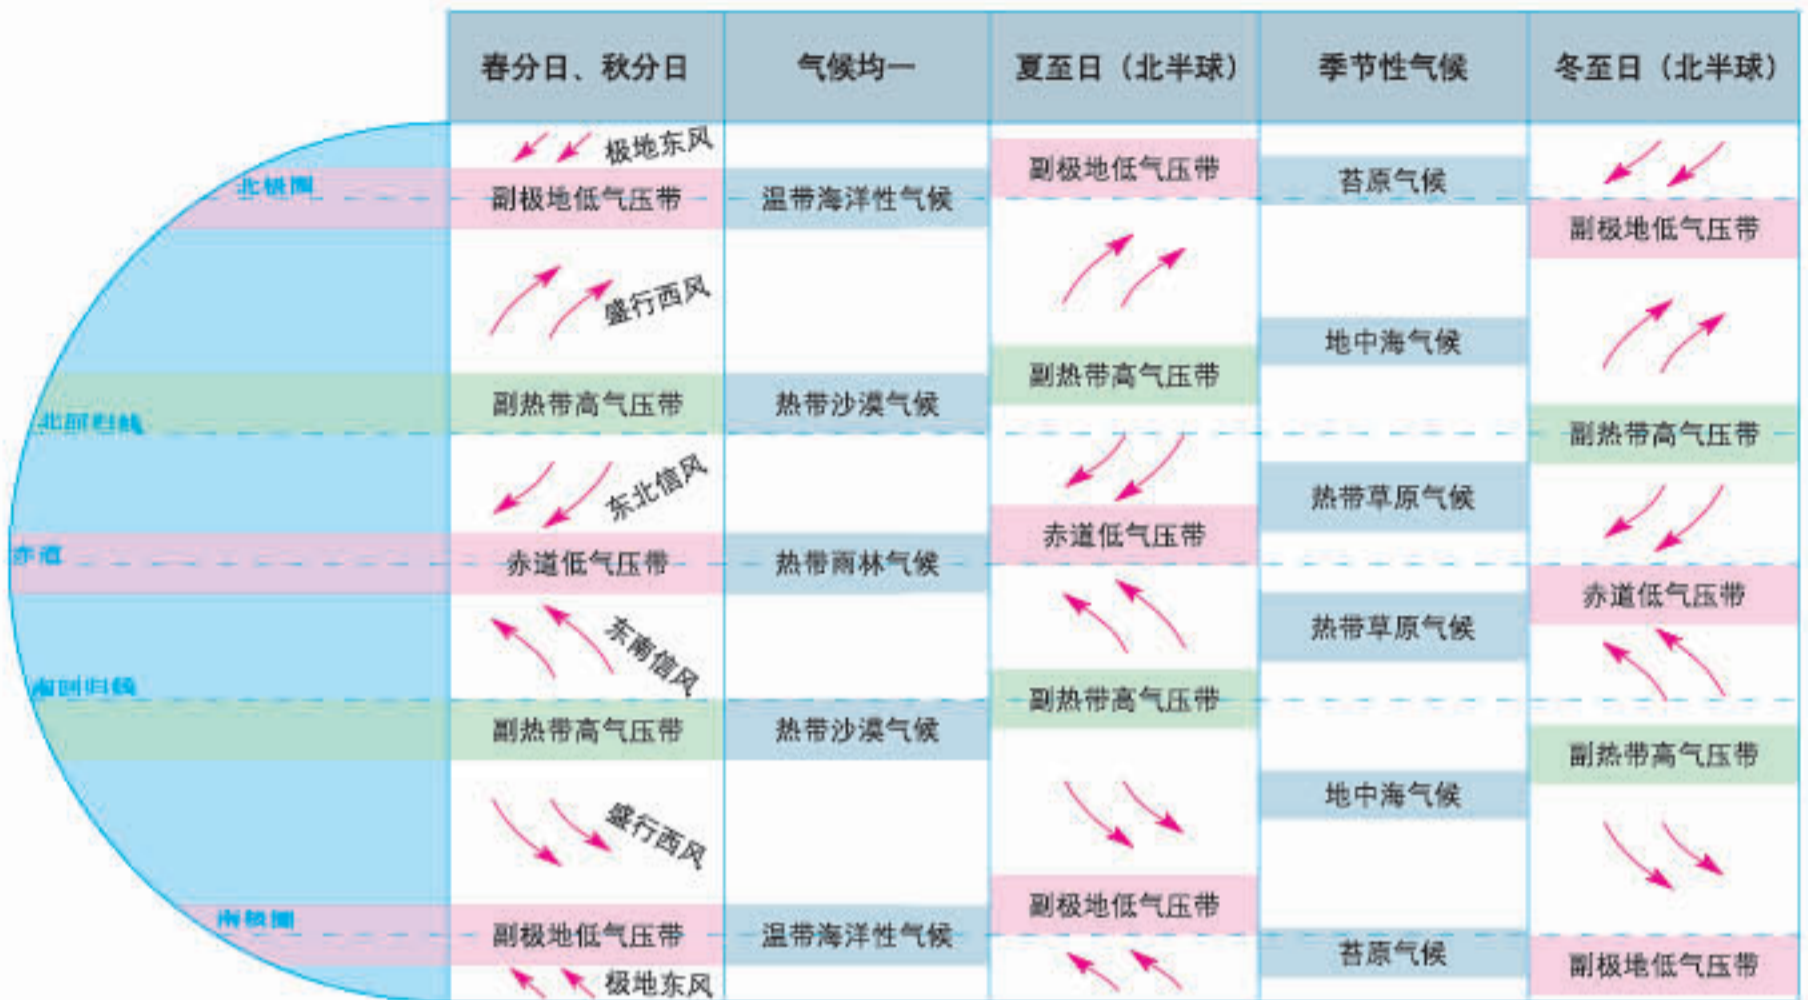 春分日、秋分日
气候均一
夏至日（北半球）
季节性气候
冬至日（北半球）
极地东风
副极地低气压带
苔原气候
北极圈
副极地低气压带
温带海洋性气候
副极地低气压带
盛行西风
地中海气候
副热带高气压带
副热带高气压带
热带沙漠气候
北回归线
副热带高气压带
东北信风
热带草原气候
赤道低气压带
赤道
赤道低气压带
热带雨林气候
赤道低气压带
东南信风
热带草原气候
南回归线
副热带高气压带
副热带高气压带
热带沙漠气候
副热带高气压带
盛行西风
地中海气候
副极地低气压带
南极圈
副极地低气压带
温带海洋性气候
苔原气候
副极地低气压带
极地东风